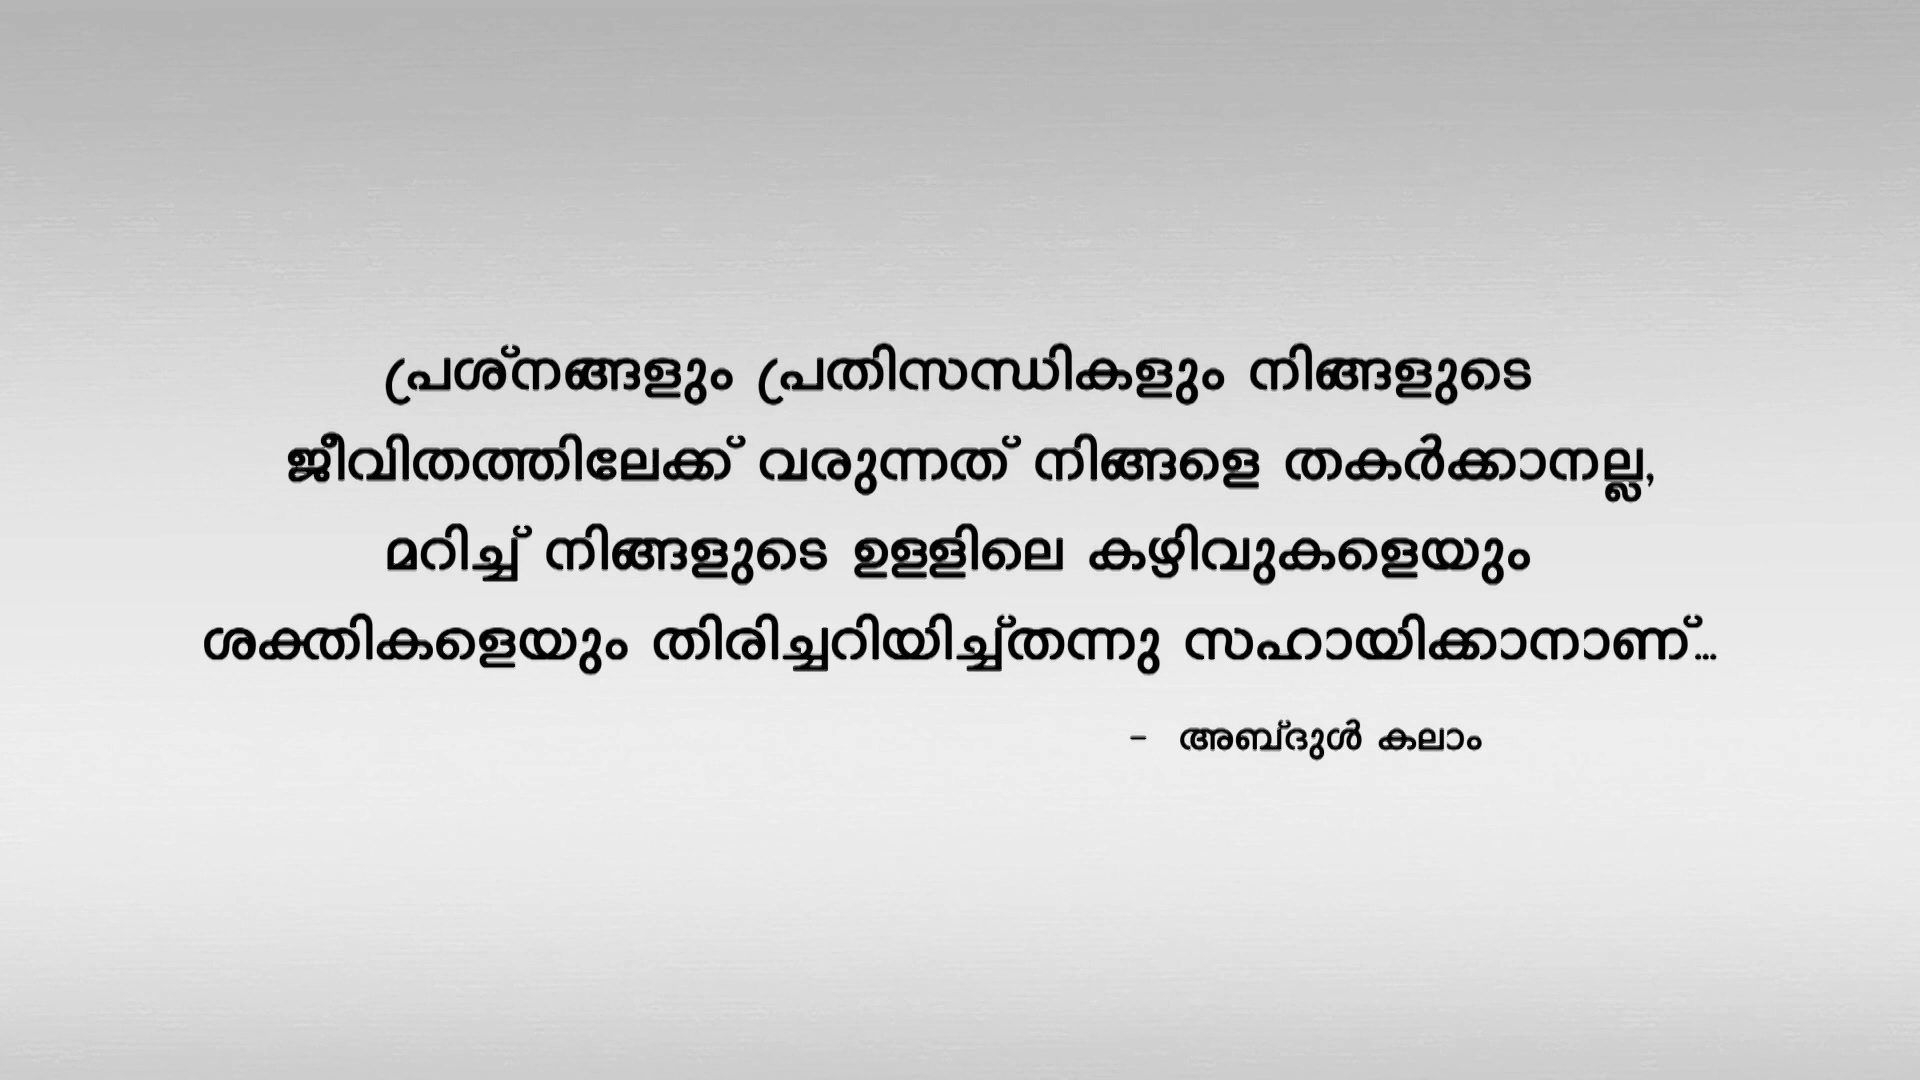 പ്രശ്നങ്ങളും പ്രതിസന്ധികളും നിങ്ങളുടെ
ജീവിതത്തിലേക്ക് വരുന്നത് നിങ്ങളെ തകർക്കാനല്ല,
മറിച്ച് നിങ്ങളുടെ ഉള്ളിലെ കഴിവുകളെയും
ശക്തികളെയും തിരിച്ചറിയിച്ച്തന്നു സഹായിക്കാനാണ്...
- അബ്ദുൾ കലാം